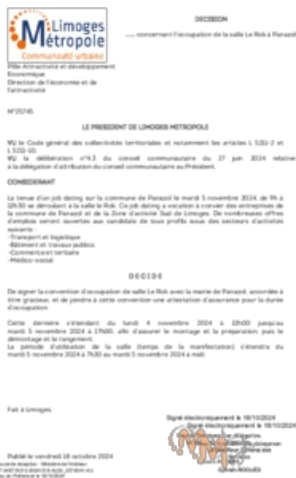 Limoges
Métropole
Communauté urbaine
DECISION
concernant l'occupation de la salle Le Rok à Panazol
Pôle Attractivité et développement
Economique
Direction de l'économie et de
l'attractivité
N°25745
LE PRESIDENT DE LIMOGES METROPOLE
VU le Code général des collectivités territoriales et notamment les articles L 5211-2 et
L 5211-10;
VU la délibération n°4.3 du conseil communautaire du 27 juin 2024 relative
à la délégation d'attribution du conseil communautaire au Président.
CONSIDERANT
La tenue d'un job dating sur la commune de Panazol le mardi 5 novembre 2024, de 9h à
12h30 se déroulant à la salle Rok. Ce job dating a vocation à convier des entreprises de
la commune de Panazol et de la Zone d'activité Sud de Limoges. De nombreuses offres
d'emplois seront ouvertes aux candidats de tous profils issus des secteurs d'activités
suivants :
-Transport et logistique
-Bâtiment et travaux publics
-Commerce et tertiaire
-Médico-social
DECIDE
De signer la convention d'occupation de salle Le Rok avec la mairie de Panazol, accordée à
titre gracieux, et de joindre à cette convention une attestation d'assurance pour la durée
d'occupation.
Cette dernière s'étendant du lundi 4 novembre 2024 à 12h00 jusqu'au
mardi 5 novembre 2024 à 17h00 afin d'assurer le montage et la préparation, puis le
démontage et le rangement.
La période d'utilisation de la salle (temps de la manifestation) s'étendra du
mardi 5 novembre 2024 à 7h30 au mardi 5 novembre 2024 à midi
Fait à Limoges,
Signé électroniquement le 18/10/2024
Signé électroniquement le 18/10/2024
Publié le vendredi 18 octobre 2024